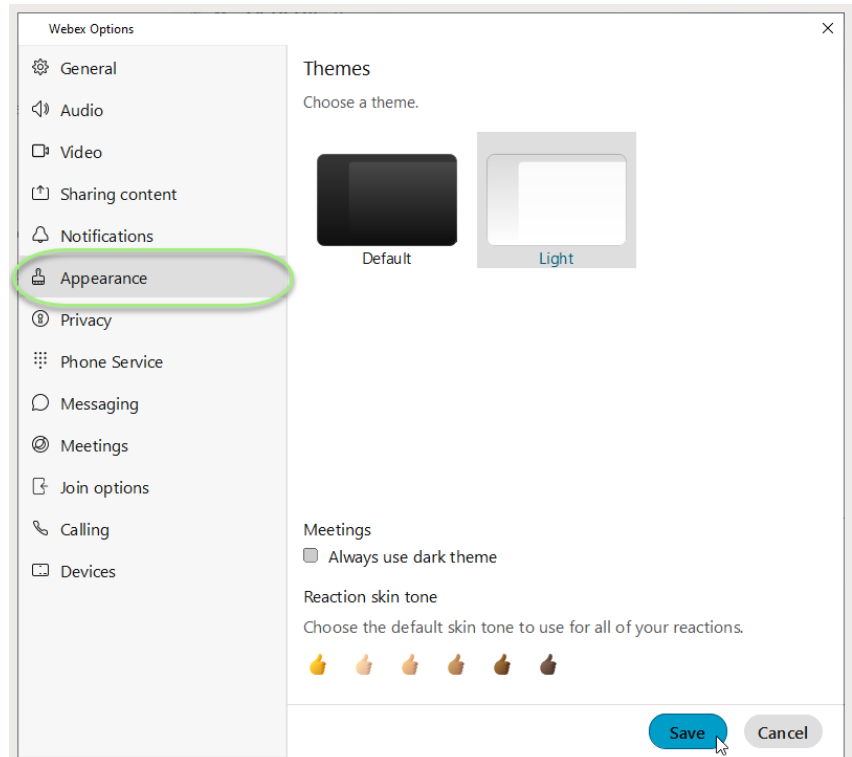 Webex Options
General
Audio
Video
Sharing content
Notifications
Appearance
Privacy
Phone Service
Messaging
Meetings
Join options
Calling
Devices
Themes
Choose a theme.
Default
Light
Meetings
Always use dark theme
Reaction skin tone
Choose the default skin tone to use for all of your reactions.
Save
Cancel